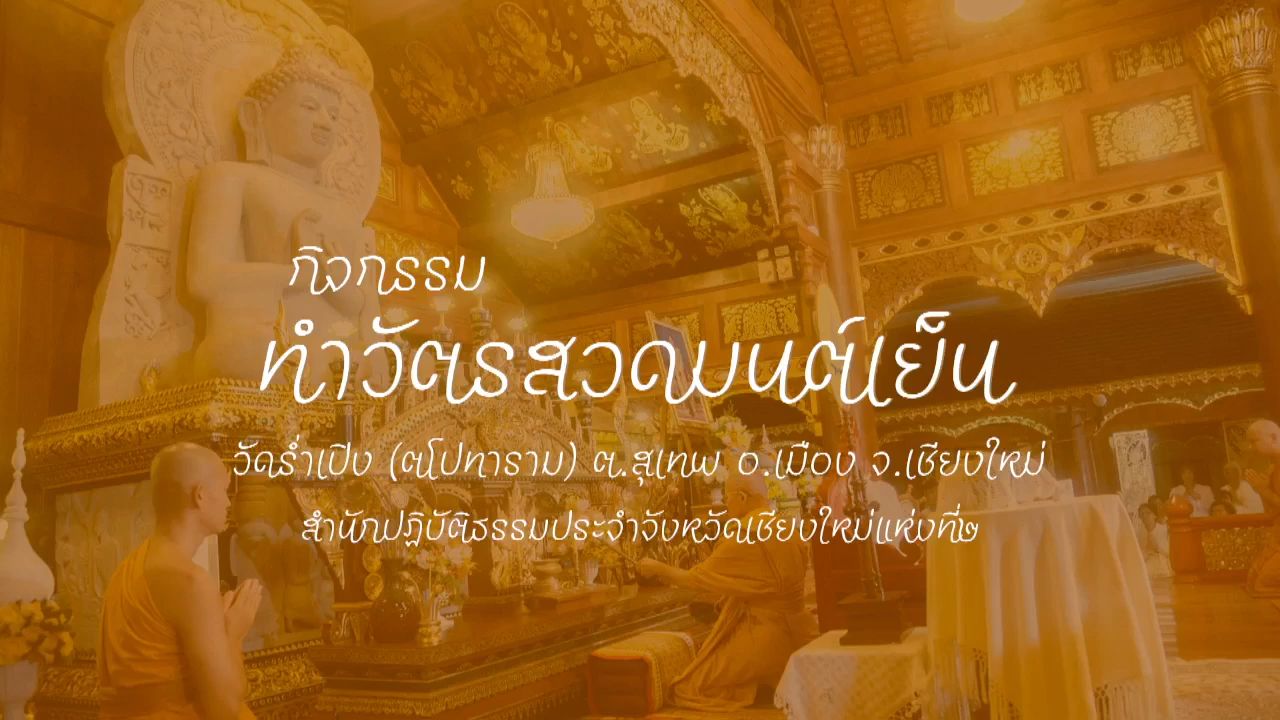 กิจกรรม
ทำวัตรสวดมนต์เย็น
วัดร่ำเปิง (ตโปทาราม) ต.สุเทพ อ.เมือง จ.เชียงใหม่
สำนักปฏิบัติธรรมประจำจังหวัดเชียงใหม่แห่งที่๒